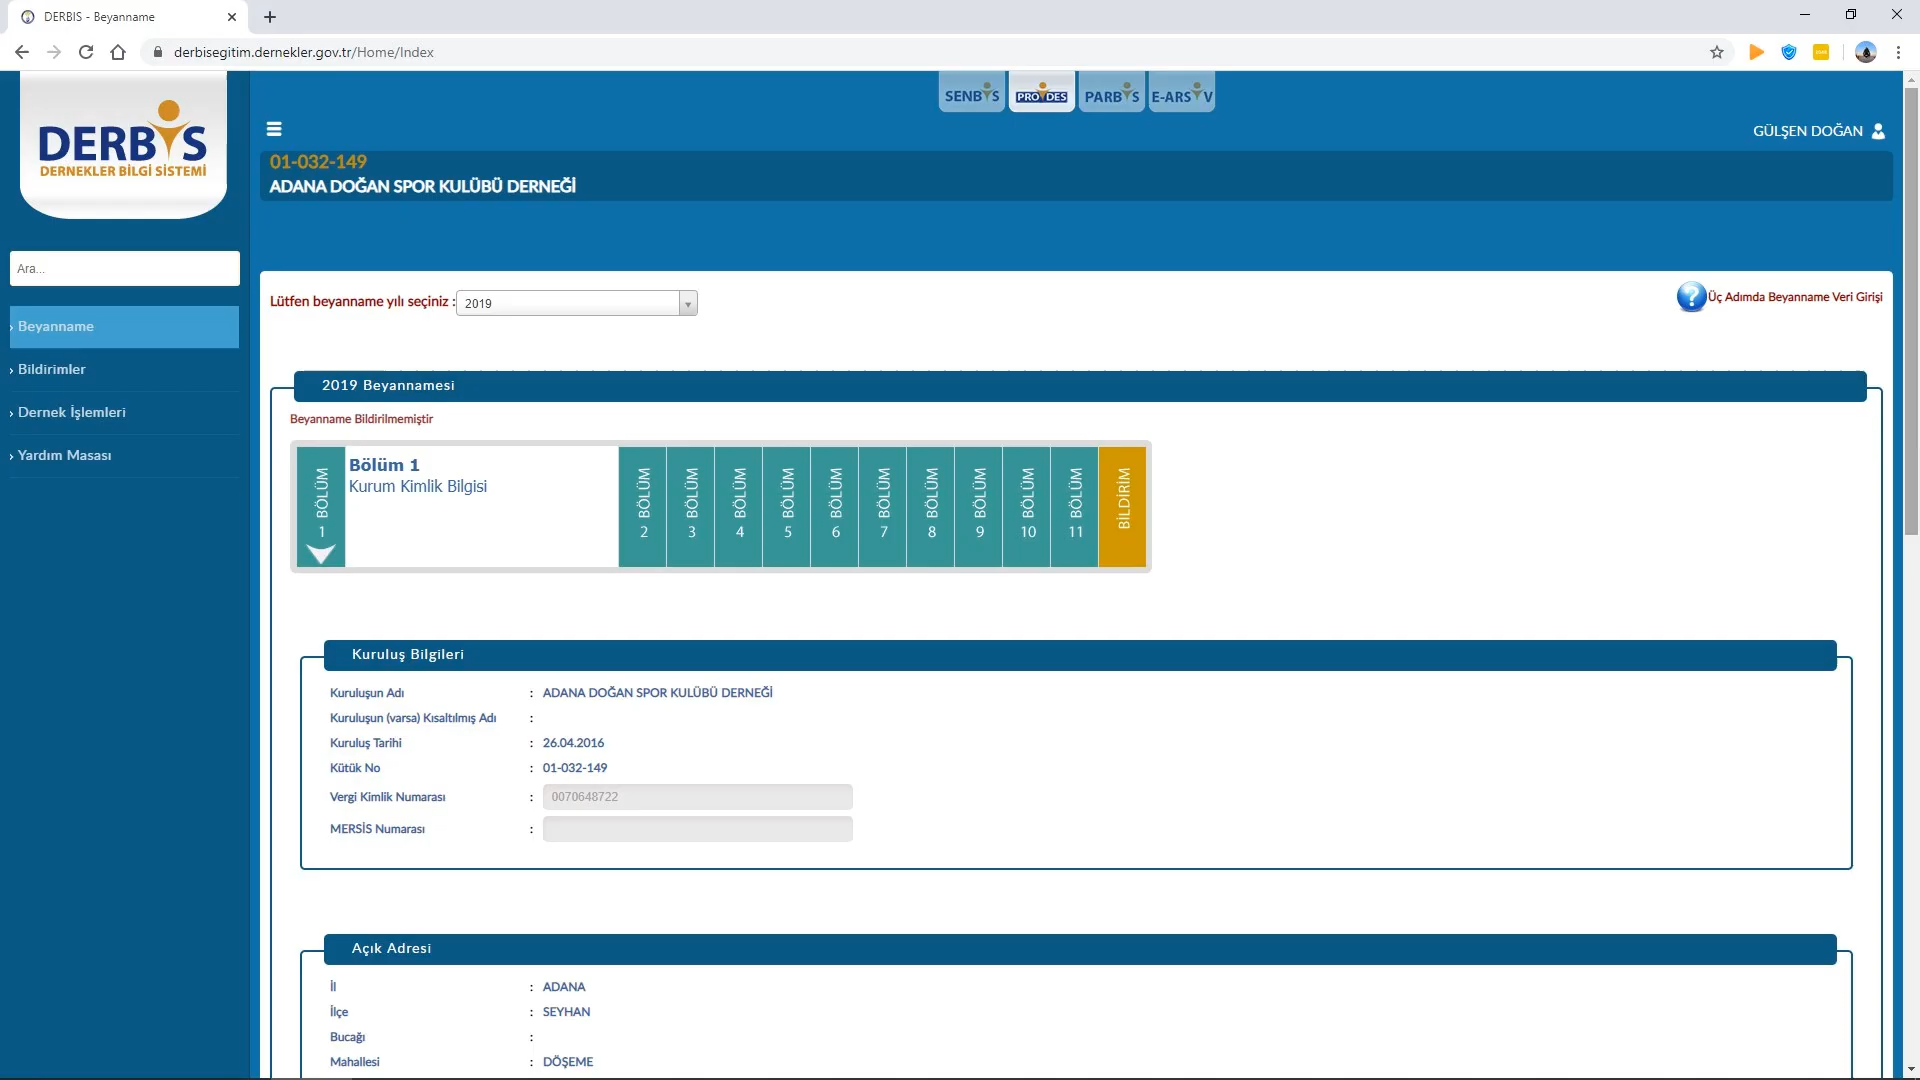 DERBIS - Beyanname
derbisegitim.dernekler.gov.tr/Home/Index
DERBİS
DERNEKLER BİLGİ SİSTEMİ
SENBİS
PRODES
PARBİS
E-ARSİV
GÜLŞEN DOĞAN
01-032-149
ADANA DOĞAN SPOR KULÜBÜ DERNEĞİ
Ara...
Beyanname
Bildirimler
Dernek İşlemleri
Yardım Masası
Lütfen beyanname yılı seçiniz : 2019
Üç Adımda Beyanname Veri Girişi
2019 Beyannamesi
Beyanname Bildirilmemiştir
BÖLÜM 1
Bölüm 1
Kurum Kimlik Bilgisi
BÖLÜM 2
BÖLÜM 3
BÖLÜM 4
BÖLÜM 5
BÖLÜM 6
BÖLÜM 7
BÖLÜM 8
BÖLÜM 9
BÖLÜM 10
BÖLÜM 11
BİLDİRİM
Kuruluş Bilgileri
Kuruluşun Adı : ADANA DOĞAN SPOR KULÜBÜ DERNEĞİ
Kuruluşun (varsa) Kısaltılmış Adı :
Kuruluş Tarihi : 26.04.2016
Kütük No : 01-032-149
Vergi Kimlik Numarası : 0070648722
MERSİS Numarası :
Açık Adresi
İl : ADANA
İlçe : SEYHAN
Bucağı :
Mahallesi : DÖŞEME